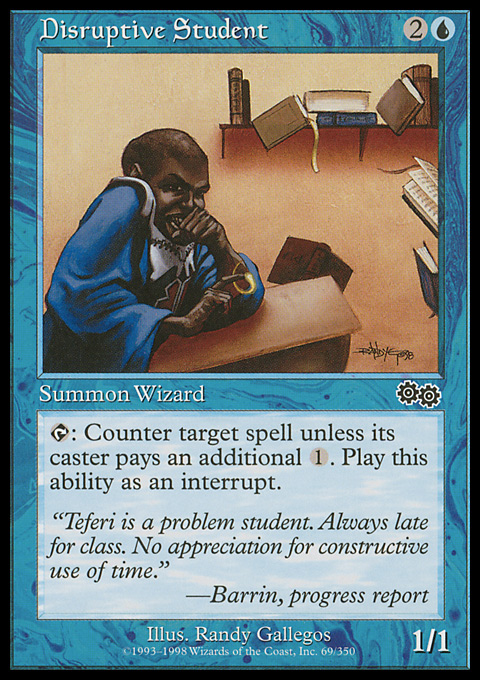 Disruptive Student 2
Summon Wizard
: Counter target spell unless its
caster pays an additional 1. Play this
ability as an interrupt.
“Teferi is a problem student. Always late
for class. No appreciation for constructive
use of time.”
—Barrin, progress report
Illus. Randy Gallegos
©1993–1998 Wizards of the Coast, Inc. 69/350
1/1